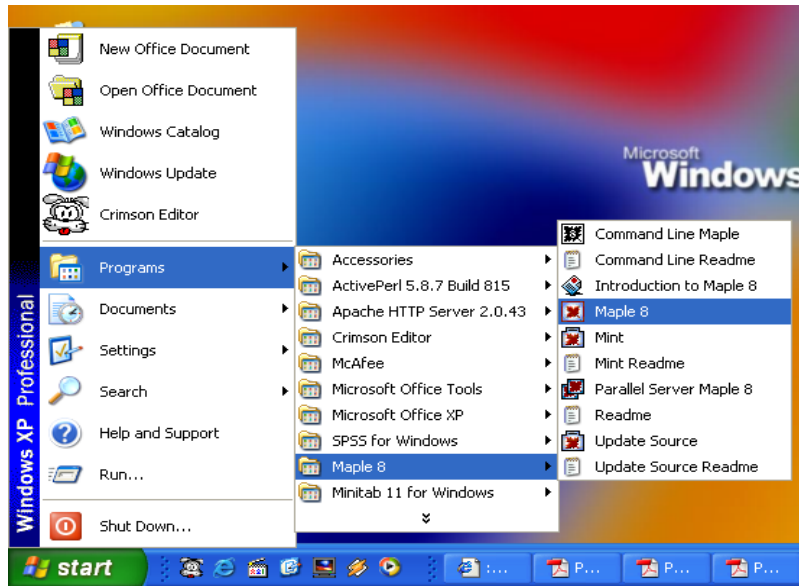 New Office Document
Open Office Document
Windows Catalog
Windows Update
Crimson Editor
Programs
Documents
Settings
Search
Help and Support
Run...
Shut Down...
Windows XP Professional
Accessories
ActivePerl 5.8.7 Build 815
Apache HTTP Server 2.0.43
Crimson Editor
McAfee
Microsoft Office Tools
Microsoft Office XP
SPSS for Windows
Maple 8
Minitab 11 for Windows
Command Line Maple
Command Line Readme
Introduction to Maple 8
Maple 8
Mint
Mint Readme
Parallel Server Maple 8
Readme
Update Source
Update Source Readme
Microsoft
Windows
start
:...
P...
P...
P...